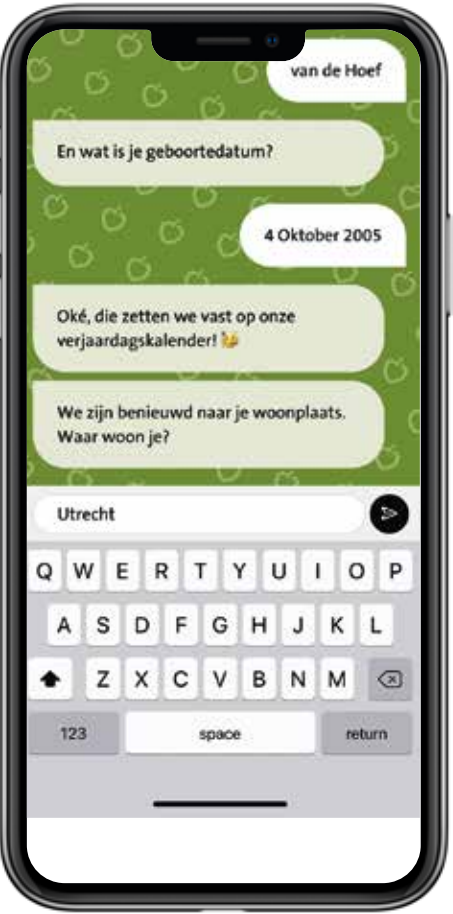 van de Hoef
En wat is je geboortedatum?
4 Oktober 2005
Oké, die zetten we vast op onze
verjaardagskalender! 🥳
We zijn benieuwd naar je woonplaats.
Waar woon je?
Utrecht
Q W E R T Y U I O P
A S D F G H J K L
Z X C V B N M
123 space return